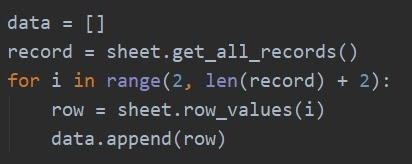 data = []
record = sheet.get_all_records()
for i in range(2, len(record) + 2):
    row = sheet.row_values(i)
    data.append(row)